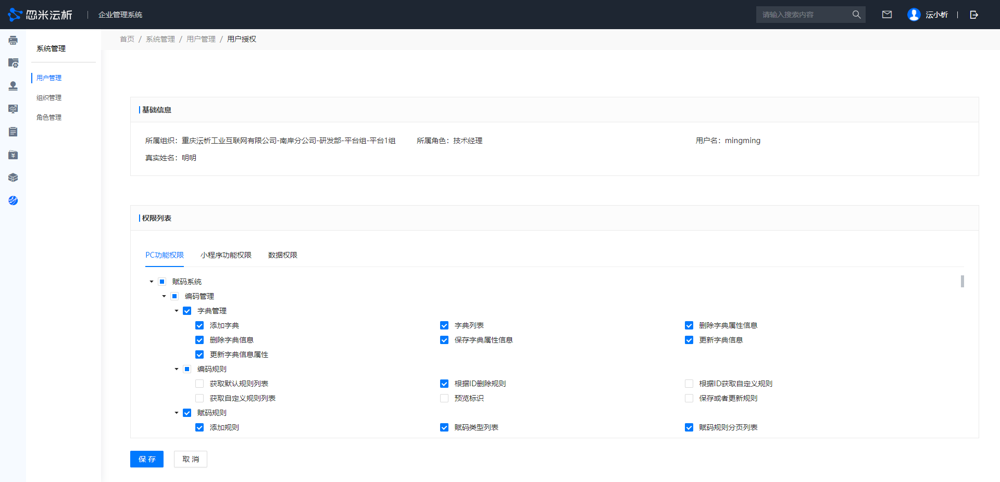 忽米沄析 | 企业管理系统 请输入搜索内容 沄小析
首页 / 系统管理 / 用户管理 / 用户授权
系统管理
用户管理
组织管理
角色管理
基础信息
所属组织：重庆沄析工业互联网有限公司-南岸分公司-研发部-平台组-平台1组 所属角色：技术经理 用户名：mingming
真实姓名：明明
权限列表
PC功能权限 小程序功能权限 数据权限
赋码系统
编码管理
字典管理
添加字典 字典列表 删除字典属性信息
删除字典信息 保存字典属性信息 更新字典信息
更新字典信息属性
编码规则
获取默认规则列表 根据ID删除规则 根据ID获取自定义规则
获取自定义规则列表 预览标识 保存或者更新规则
赋码规则
添加规则 赋码类型列表 赋码规则分页列表
保 存 取 消